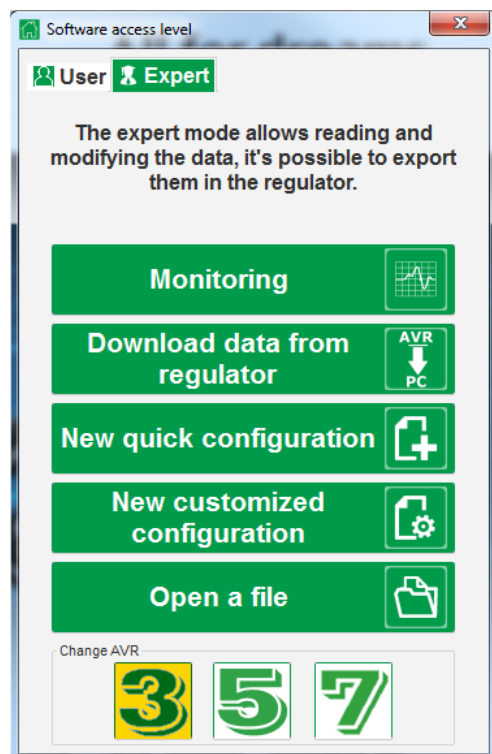 Software access level
User Expert
The expert mode allows reading and
modifying the data, it's possible to export
them in the regulator.
Monitoring
Download data from
regulator
AVR
PC
New quick configuration
New customized
configuration
Open a file
Change AVR
3 5 7